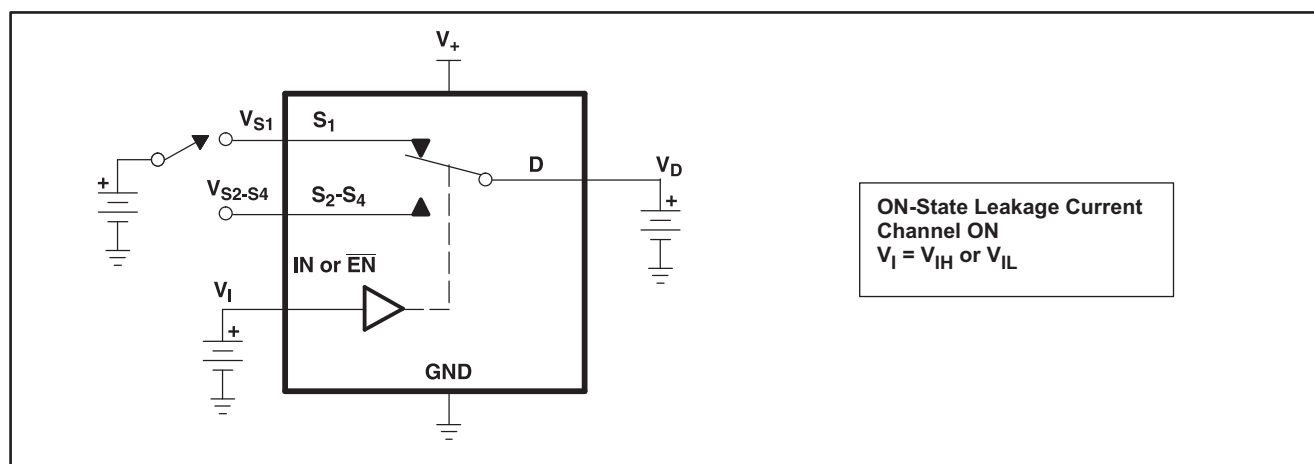 V+
VS1
S1
+
D
VD
VS2-S4
S2-S4
+
IN or EN
VI
+
GND
ON-State Leakage Current
Channel ON
VI = VIH or VIL